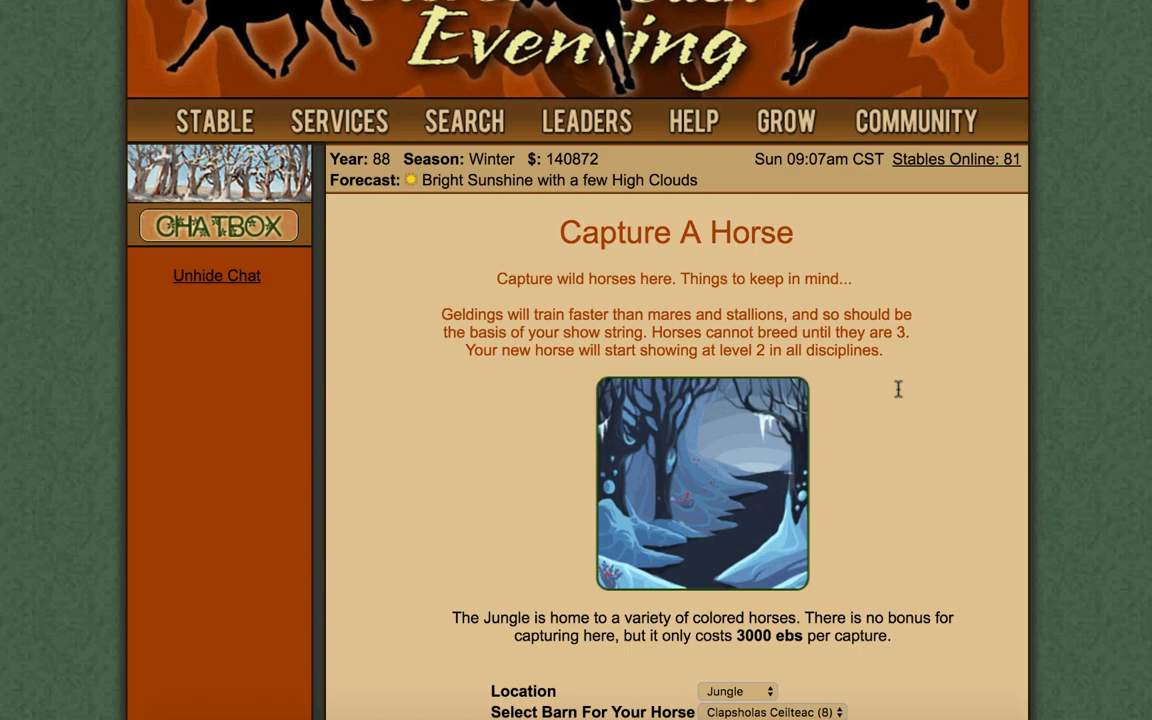 Eventing
STABLE SERVICES SEARCH LEADERS HELP GROW COMMUNITY
Year: 88 Season: Winter $: 140872 Sun 09:07am CST Stables Online: 81
Forecast: Bright Sunshine with a few High Clouds
CHATBOX
Unhide Chat
Capture A Horse
Capture wild horses here. Things to keep in mind...
Geldings will train faster than mares and stallions, and so should be
the basis of your show string. Horses cannot breed until they are 3.
Your new horse will start showing at level 2 in all disciplines.
The Jungle is home to a variety of colored horses. There is no bonus for
capturing here, but it only costs 3000 ebs per capture.
Location Jungle
Select Barn For Your Horse Clapsholas Ceilteac (8)